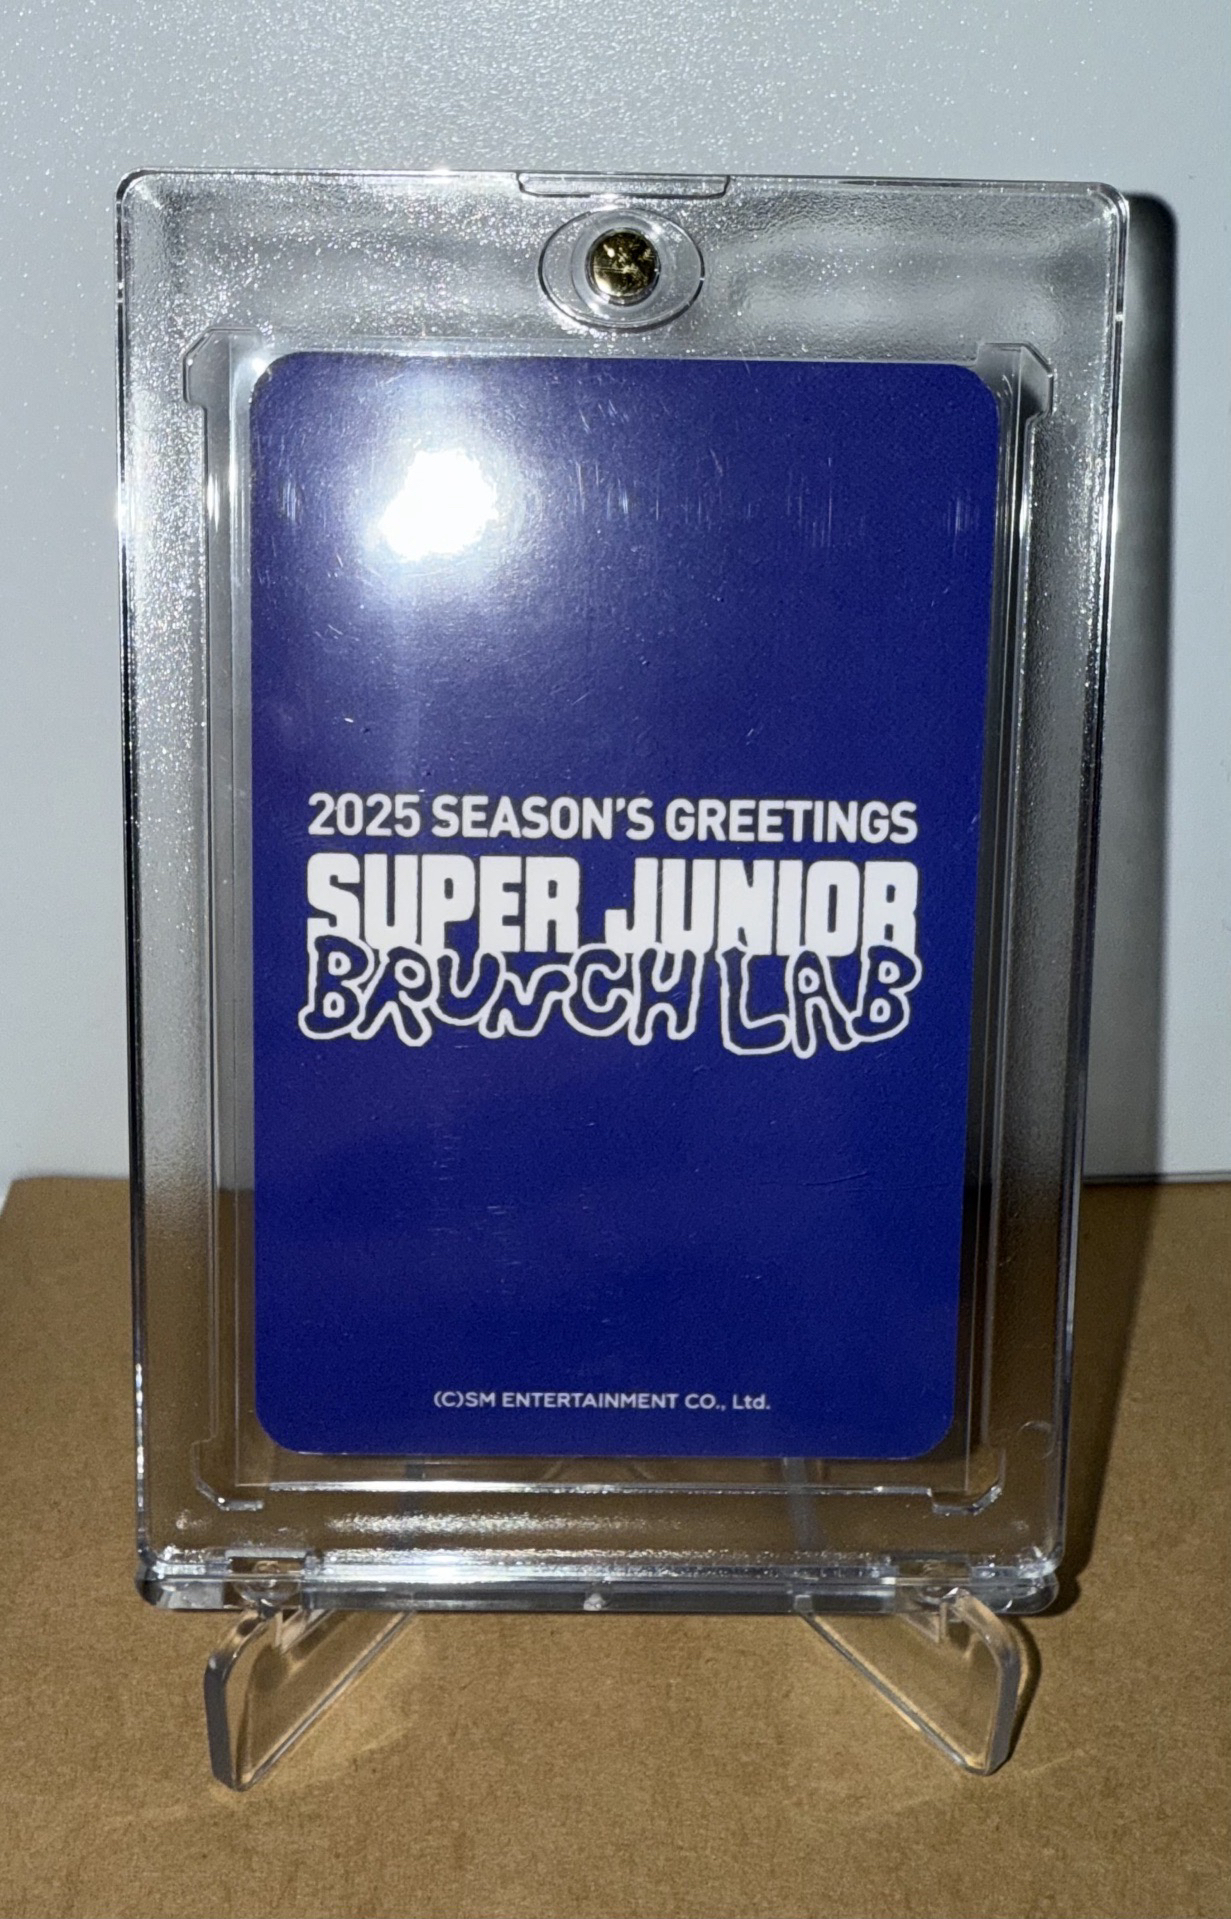 2025 SEASON'S GREETINGS
SUPER JUNIOR
BRUNCH LAB
(C)SM ENTERTAINMENT CO., Ltd.